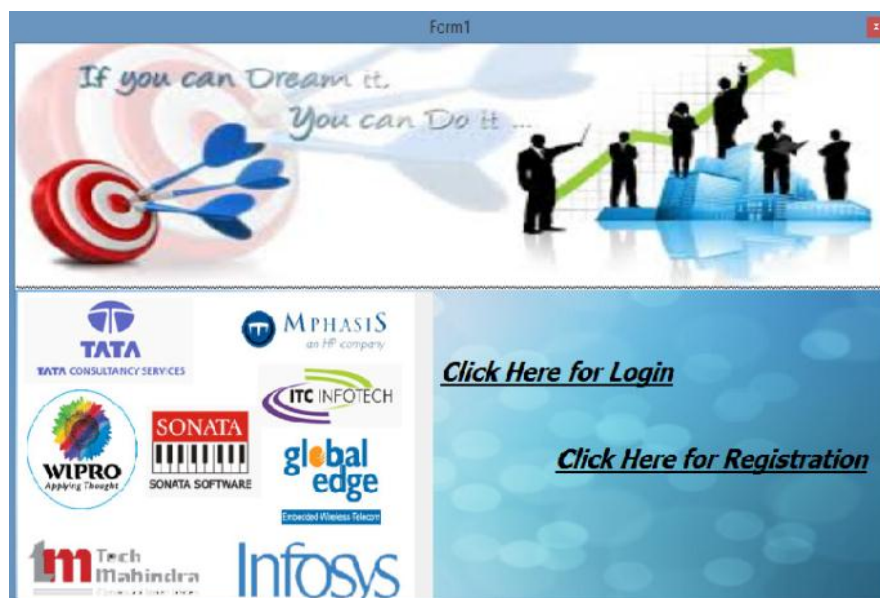 Form1
x
If you can Dream it,
You can Do it ...
TATA
TATA CONSULTANCY SERVICES
MPHASIS
an HP company
ITC INFOTECH
WIPRO
Applying Thought
SONATA
SONATA SOFTWARE
global
edge
Embedded Wireless Telecom
Tech
Mahindra
Infosys
Click Here for Login
Click Here for Registration